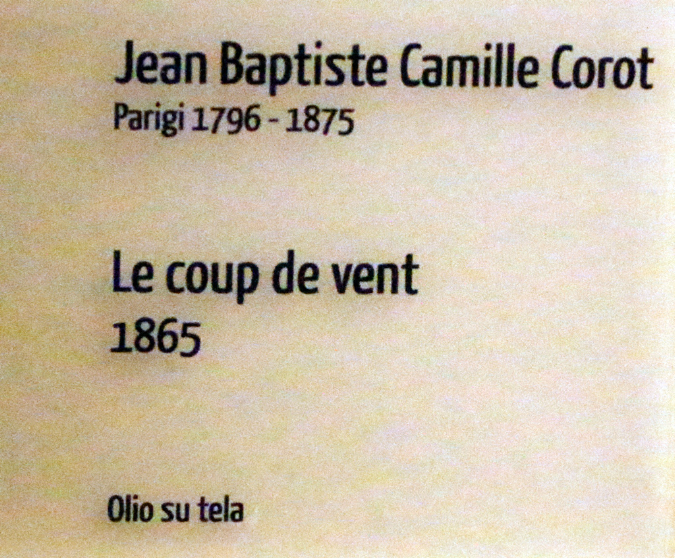 Jean Baptiste Camille Corot
Parigi 1796 - 1875
Le coup de vent
1865
Olio su tela